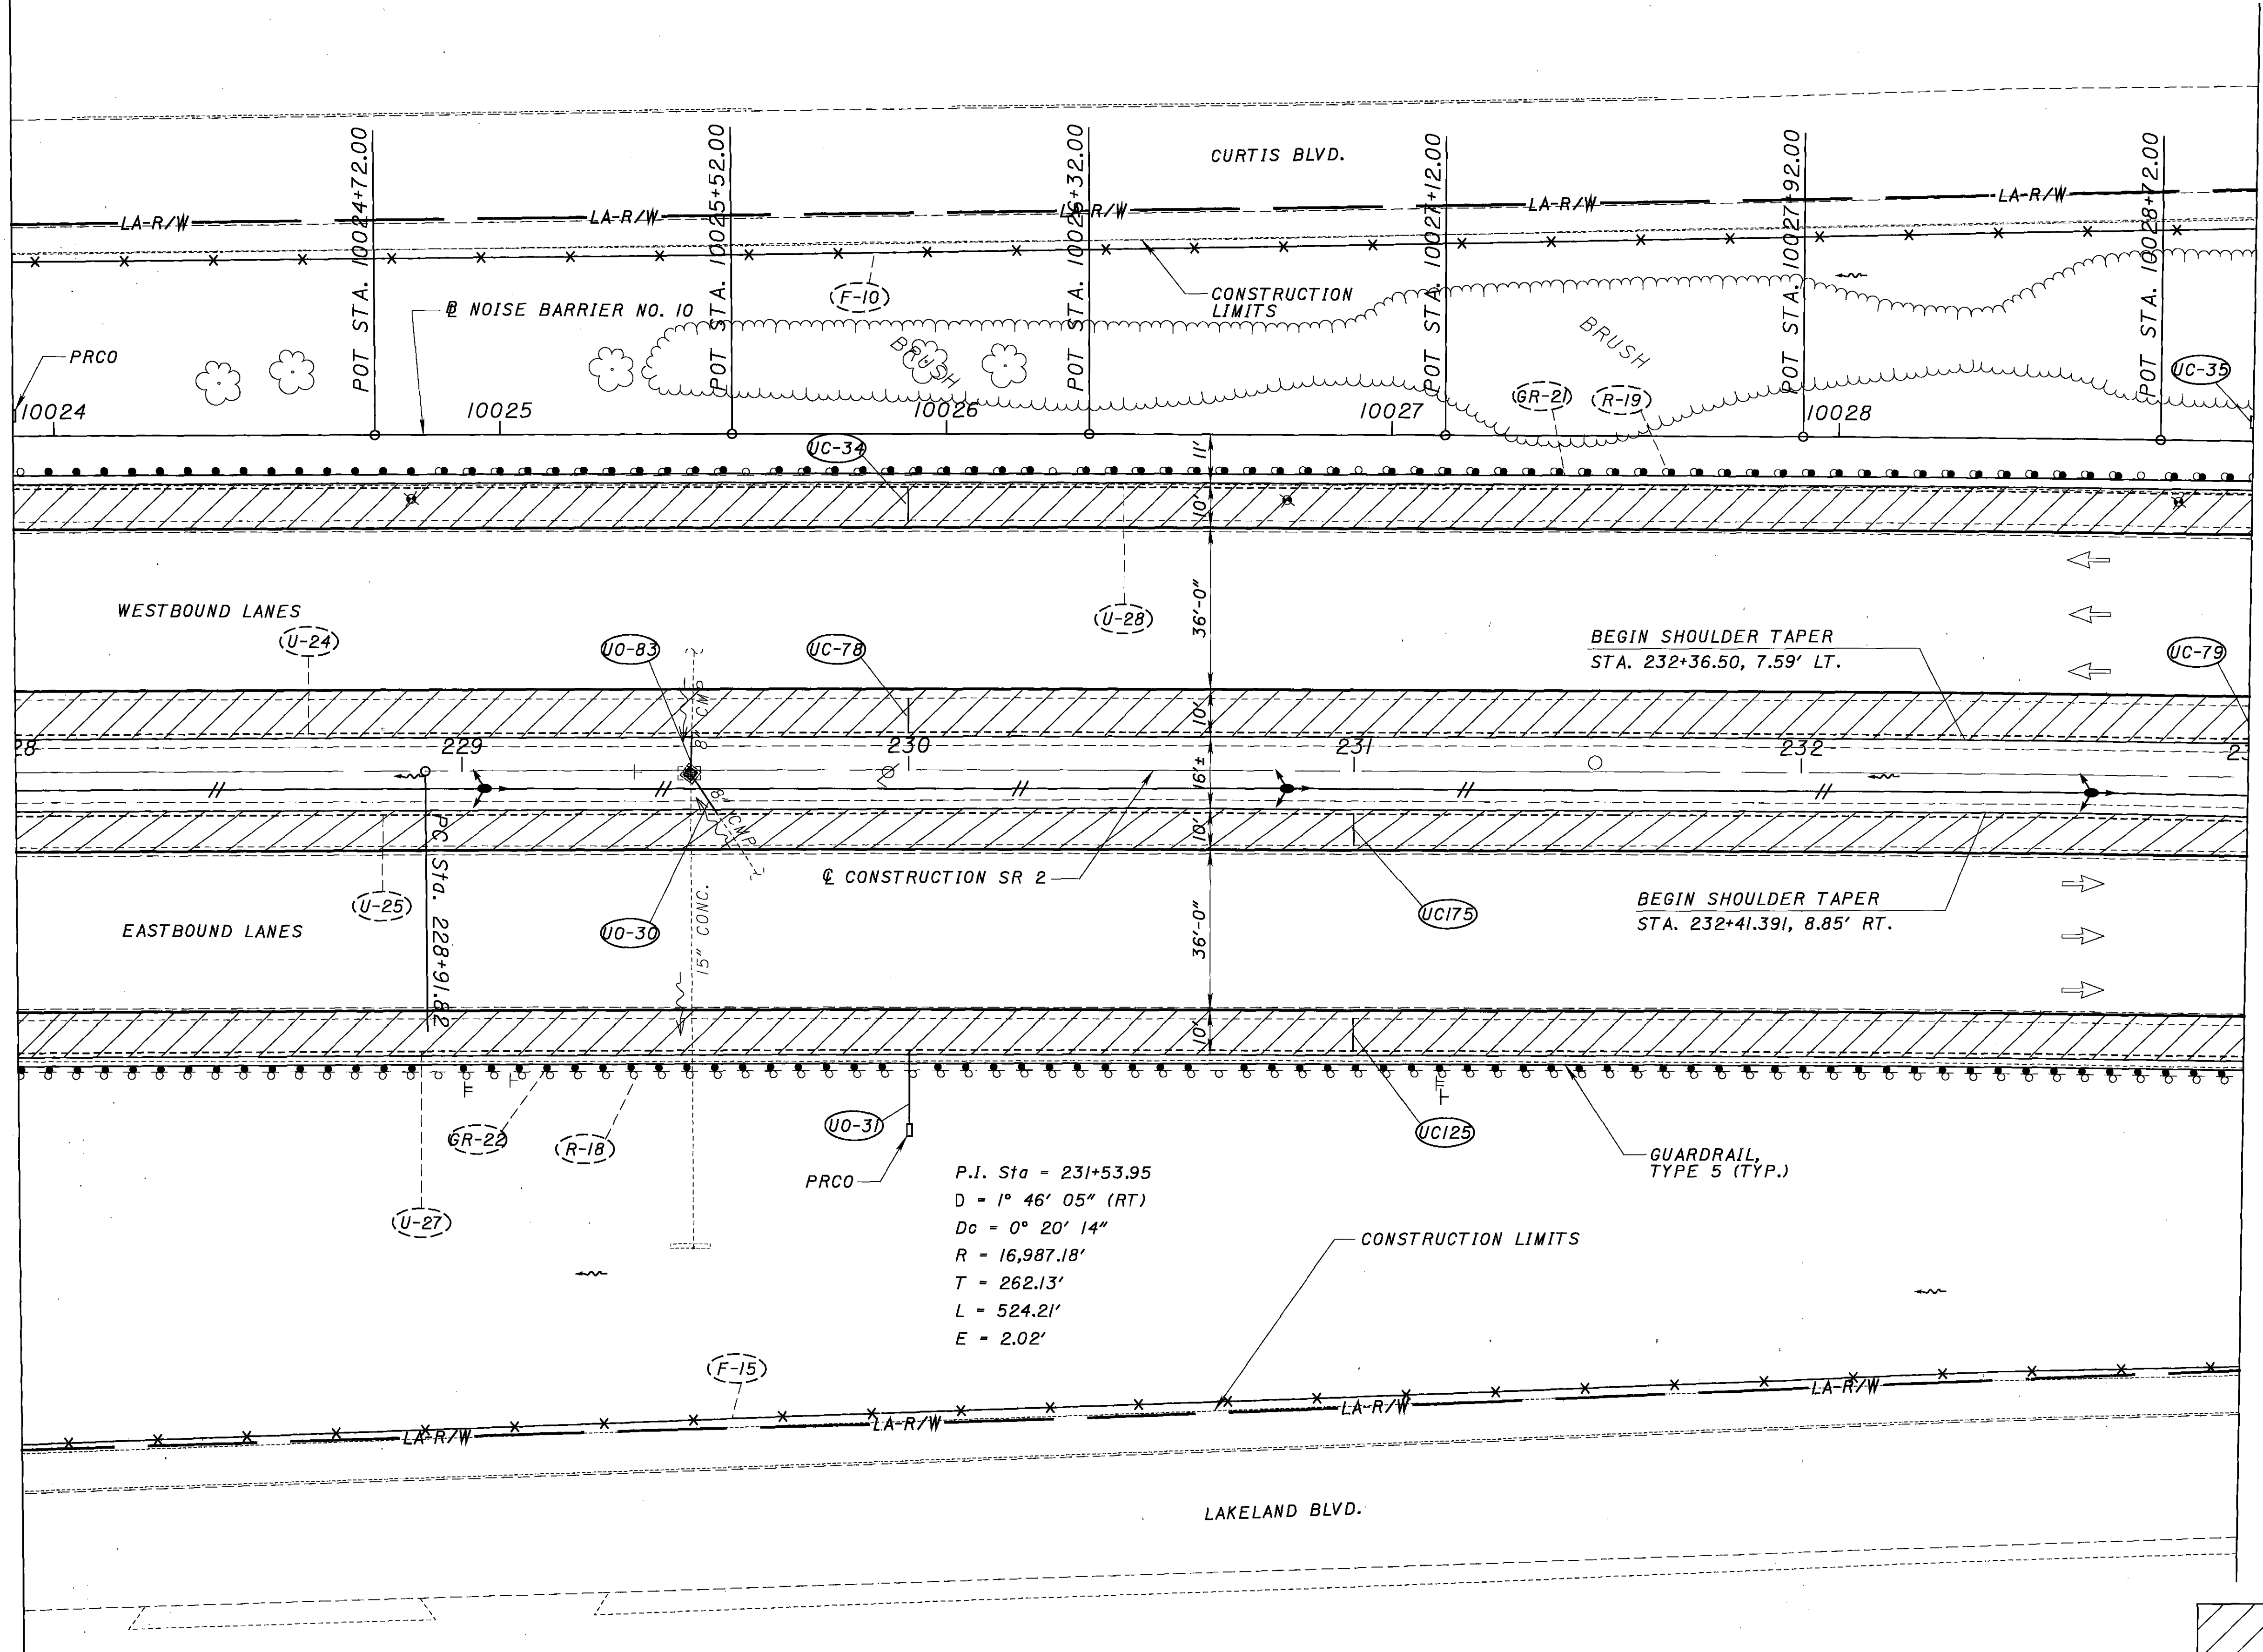 CURTIS BLVD.
POT STA. 10024+72.00
POT STA. 10025+52.00
POT STA. 10026+32.00
POT STA. 10027+12.00
POT STA. 10027+92.00
POT STA. 10028+72.00
LA-R/W
LA-R/W
LA-R/W
LA-R/W
LA-R/W
F-10
CONSTRUCTION
LIMITS
℄ NOISE BARRIER NO. 10
BRUSH
BRUSH
PRCO
UC-35
GR-21
R-19
10024
10025
10026
10027
10028
UC-34
11'
10'
WESTBOUND LANES
U-24
UO-83
UC-78
U-28
36'-0"
BEGIN SHOULDER TAPER
STA. 232+36.50, 7.59' LT.
UC-79
8" CMP
10'
28
229
230
231
232
23
16'±
8" CMP
10'
PC Sta. 228+91.82
U-25
EASTBOUND LANES
UO-30
15" CONC.
℄ CONSTRUCTION SR 2
36'-0"
UC175
BEGIN SHOULDER TAPER
STA. 232+41.391, 8.85' RT.
10'
GR-22
R-18
UO-31
UC125
PRCO
GUARDRAIL,
TYPE 5 (TYP.)
U-27
P.I. Sta = 231+53.95
D = 1° 46' 05" (RT)
Dc = 0° 20' 14"
R = 16,987.18'
T = 262.13'
L = 524.21'
E = 2.02'
CONSTRUCTION LIMITS
F-15
LA-R/W
LA-R/W
LA-R/W
LA-R/W
LAKELAND BLVD.